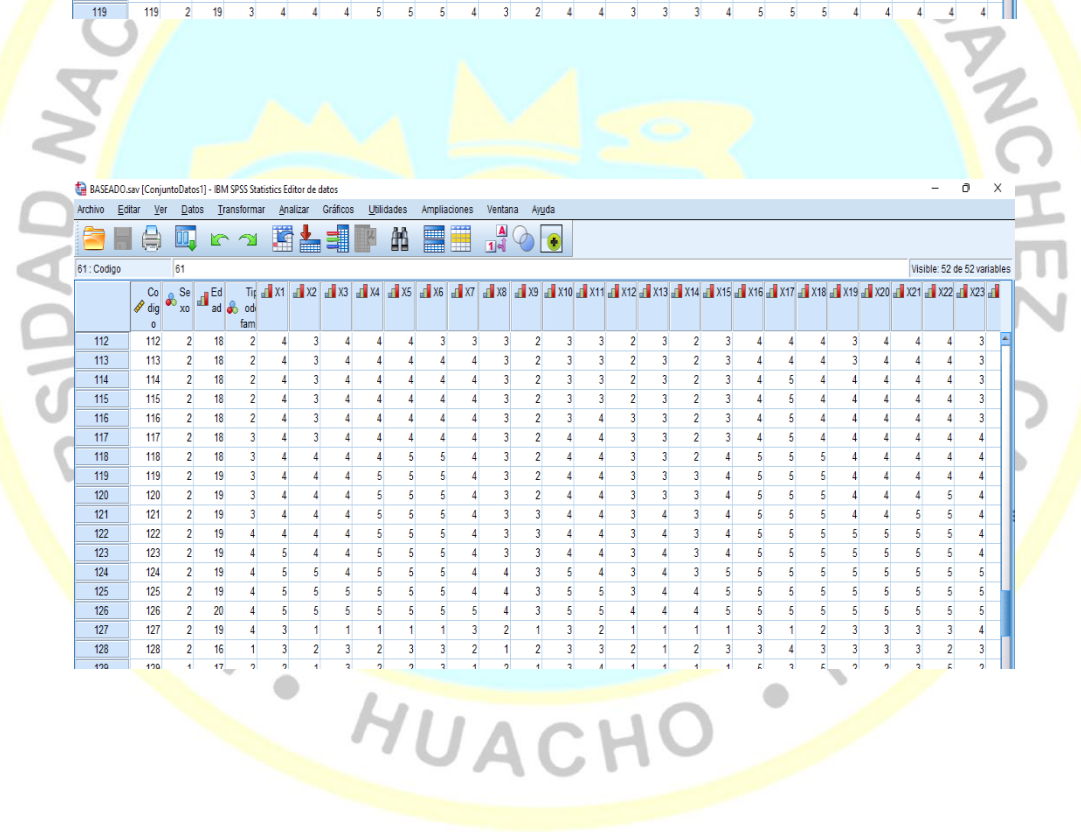 119 119 2 19 3 4 4 4 5 5 5 4 3 2 4 4 3 3 3 4 5 5 5 4 4 4 4 4
BASEADO.sav [ConjuntoDatos1] - IBM SPSS Statistics Editor de datos
Archivo Editar Ver Datos Transformar Analizar Gráficos Utilidades Ampliaciones Ventana Ayuda
61 : Codigo 61 Visible: 52 de 52 variables
Codigo Sexo Edad Tipodefam X1 X2 X3 X4 X5 X6 X7 X8 X9 X10 X11 X12 X13 X14 X15 X16 X17 X18 X19 X20 X21 X22 X23
112 112 2 18 2 4 3 4 4 4 3 3 3 2 3 3 2 3 2 3 4 4 4 3 4 4 4 3
113 113 2 18 2 4 3 4 4 4 4 4 3 2 3 3 2 3 2 3 4 4 4 3 4 4 4 3
114 114 2 18 2 4 3 4 4 4 4 4 3 2 3 3 2 3 2 3 4 5 4 4 4 4 4 3
115 115 2 18 2 4 3 4 4 4 4 4 3 2 3 3 2 3 2 3 4 5 4 4 4 4 4 3
116 116 2 18 2 4 3 4 4 4 4 4 3 2 3 4 3 3 2 3 4 5 4 4 4 4 4 3
117 117 2 18 3 4 3 4 4 4 4 4 3 2 4 4 3 3 2 3 4 5 4 4 4 4 4 4
118 118 2 18 3 4 4 4 4 5 5 4 3 2 4 4 3 3 2 4 5 5 5 4 4 4 4 4
119 119 2 19 3 4 4 4 5 5 5 4 3 2 4 4 3 3 3 4 5 5 5 4 4 4 4 4
120 120 2 19 3 4 4 4 5 5 5 4 3 2 4 4 3 3 3 4 5 5 5 4 4 4 5 4
121 121 2 19 3 4 4 4 5 5 5 4 3 3 4 4 3 4 3 4 5 5 5 4 4 5 5 4
122 122 2 19 4 4 4 4 5 5 5 4 3 3 4 4 3 4 3 4 5 5 5 5 5 5 5 4
123 123 2 19 4 5 4 4 5 5 5 4 3 3 4 4 3 4 3 4 5 5 5 5 5 5 5 4
124 124 2 19 4 5 5 4 5 5 5 4 4 3 5 4 3 4 3 5 5 5 5 5 5 5 5 5
125 125 2 19 4 5 5 5 5 5 5 4 4 3 5 5 3 4 4 5 5 5 5 5 5 5 5 5
126 126 2 20 4 5 5 5 5 5 5 5 4 3 5 5 4 4 4 5 5 5 5 5 5 5 5 5
127 127 2 19 4 3 1 1 1 1 1 3 2 1 3 2 1 1 1 1 3 1 2 3 3 3 3 4
128 128 2 16 1 3 2 3 2 3 3 2 1 2 3 3 2 1 2 3 3 4 3 3 3 3 2 3
HUACHO